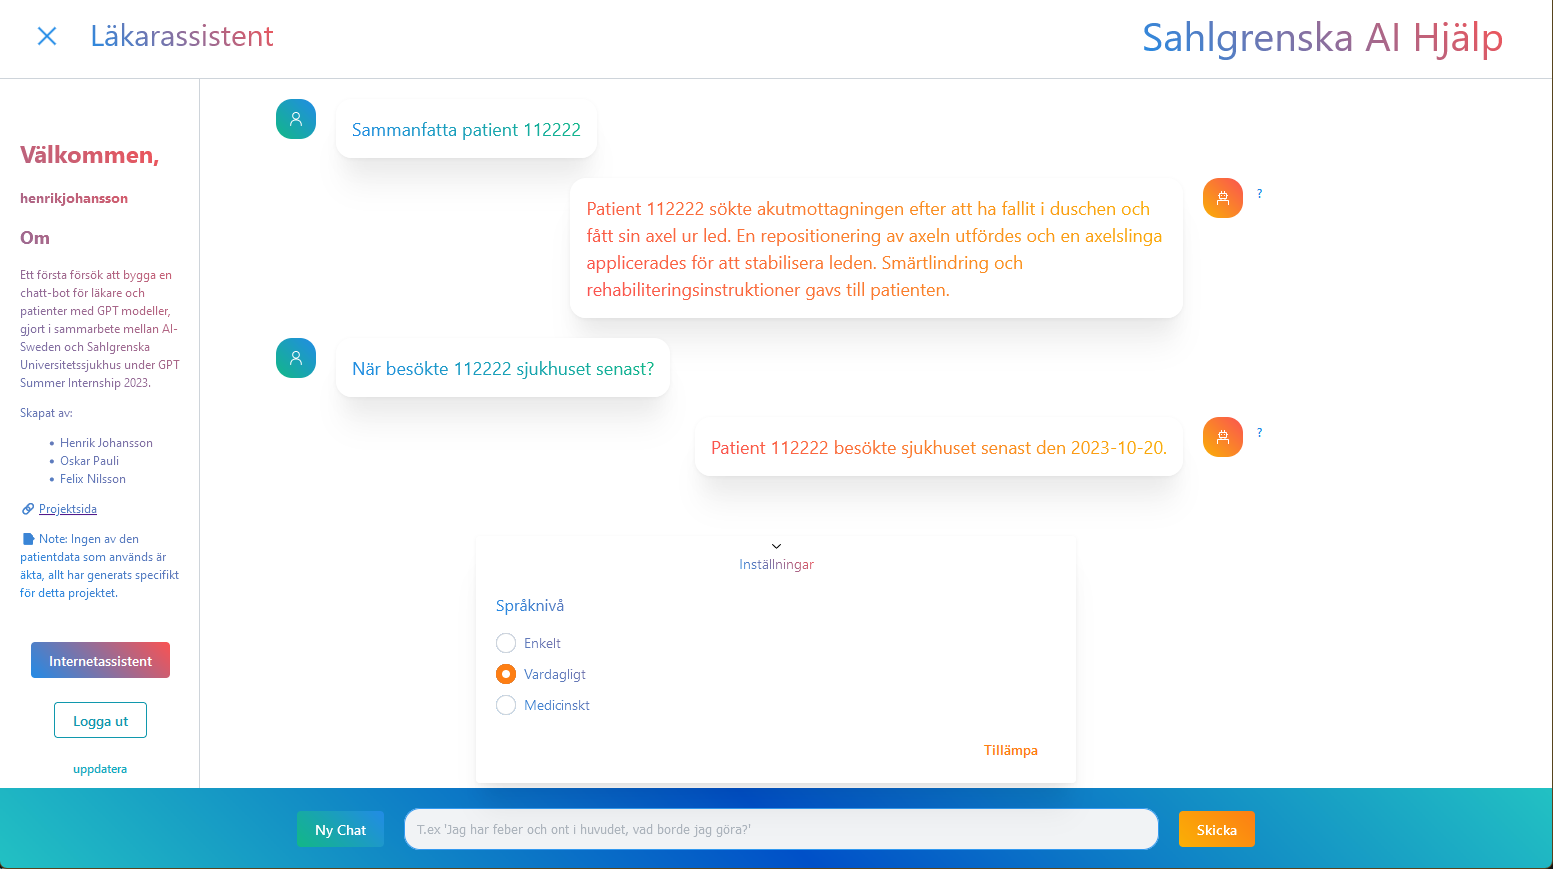 Läkarassistent
Sahlgrenska AI Hjälp
Välkommen,
henrikjohansson
Om
Ett första försök att bygga en
chatt-bot för läkare och
patienter med GPT modeller,
gjort i sammarbete mellan AI-
Sweden och Sahlgrenska
Universitetssjukhus under GPT
Summer Internship 2023.
Skapat av:
• Henrik Johansson
• Oskar Pauli
• Felix Nilsson
Projektsida
Note: Ingen av den
patientdata som används är
äkta, allt har generats specifikt
för detta projektet.
Internetassistent
Logga ut
uppdatera
Sammanfatta patient 112222
Patient 112222 sökte akutmottagningen efter att ha fallit i duschen och
fått sin axel ur led. En repositionering av axeln utfördes och en axelslinga
applicerades för att stabilisera leden. Smärtlindring och
rehabiliteringsinstruktioner gavs till patienten.
?
När besökte 112222 sjukhuset senast?
Patient 112222 besökte sjukhuset senast den 2023-10-20.
?
Inställningar
Språknivå
Enkelt
Vardagligt
Medicinskt
Tillämpa
Ny Chat
T.ex 'Jag har feber och ont i huvudet, vad borde jag göra?'
Skicka